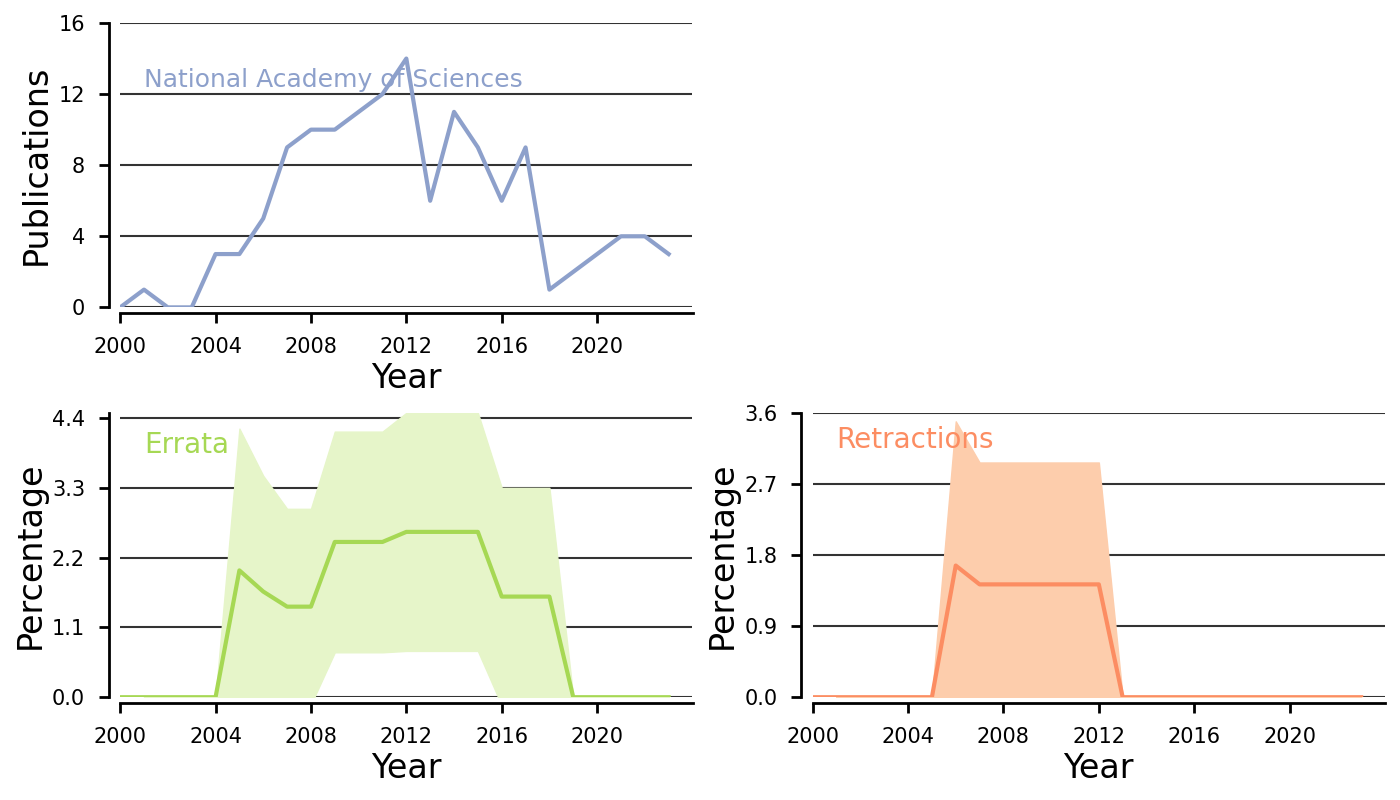 16
12
8
4
0
Publications
National Academy of Sciences
2000 2004 2008 2012 2016 2020
Year
4.4
3.3
2.2
1.1
0.0
Percentage
Errata
2000 2004 2008 2012 2016 2020
Year
3.6
2.7
1.8
0.9
0.0
Percentage
Retractions
2000 2004 2008 2012 2016 2020
Year